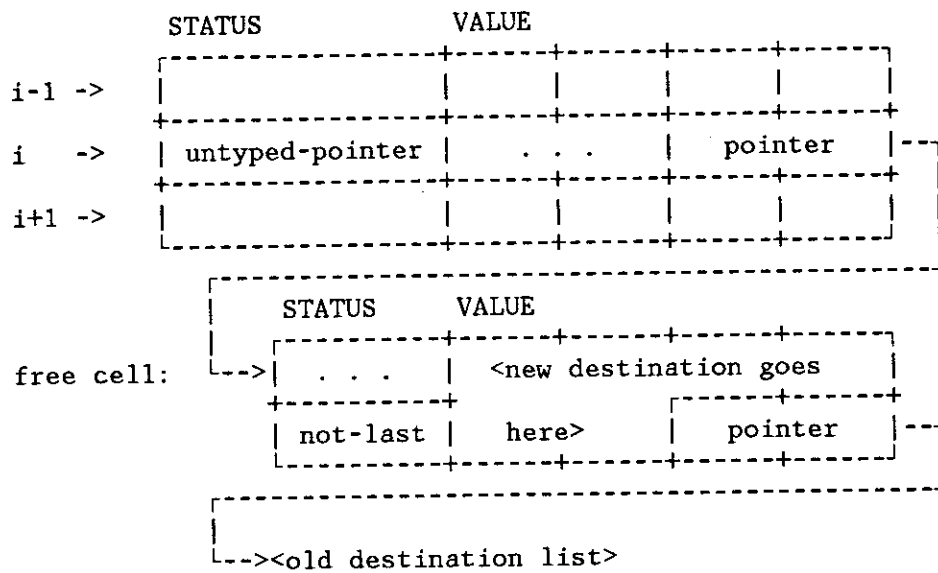 STATUS VALUE
i-1 ->
i -> untyped-pointer . . . pointer
i+1 ->
STATUS VALUE
free cell: . . . <new destination goes
not-last here> pointer
<old destination list>